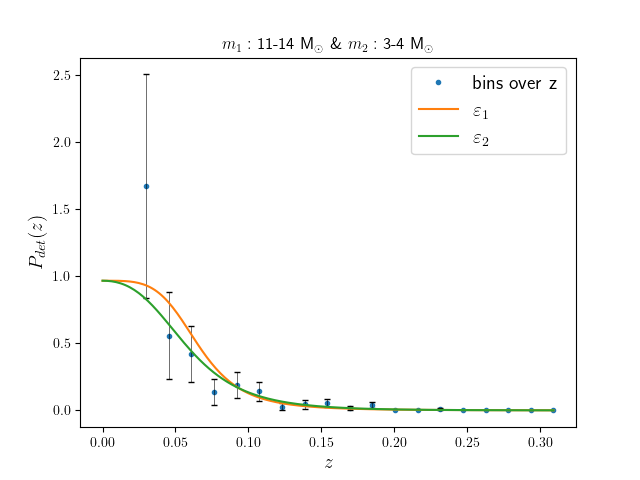 m₁ : 11-14 M⊙ & m₂ : 3-4 M⊙
bins over z
ε₁
ε₂
P_det(z)
2.5
2.0
1.5
1.0
0.5
0.0
0.00 0.05 0.10 0.15 0.20 0.25 0.30
z